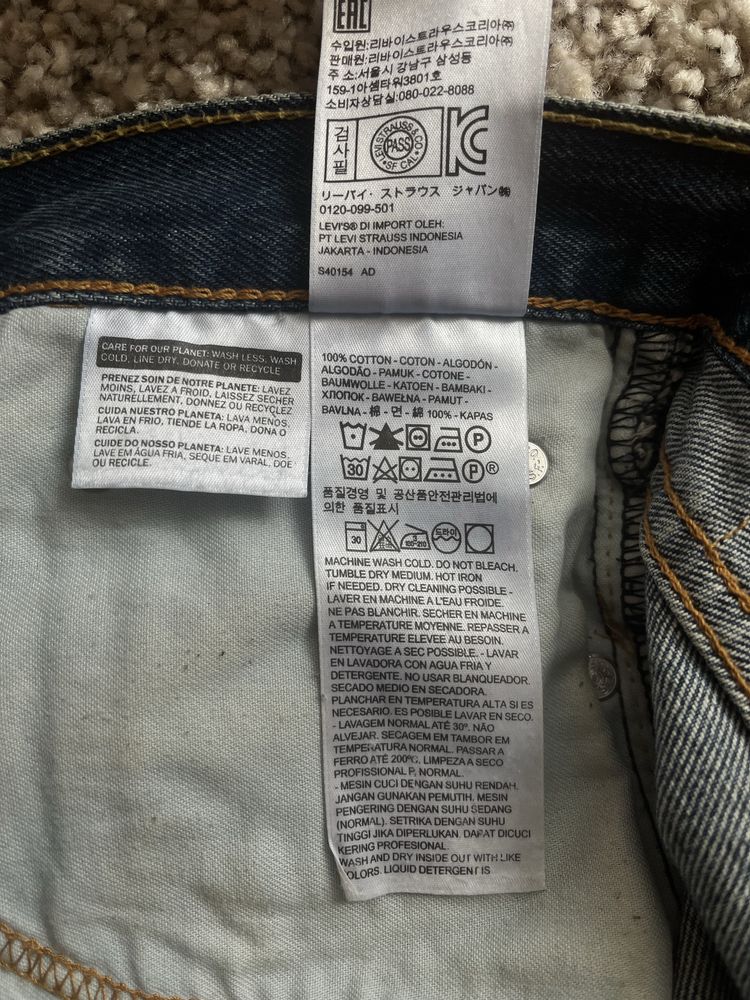 EAC
수입원:리바이스트라우스코리아㈜
판매원:리바이스트라우스코리아㈜
주 소:서울시 강남구 삼성동
159-1아셈타워3801호
소비자상담실:080-022-8088
검사필
LEVI STRAUSS & CO.
PASS
SF CAL
KC
リーバイ・ストラウス ジャパン㈱
0120-099-501
LEVI'S® DI IMPORT OLEH:
PT LEVI STRAUSS INDONESIA
JAKARTA - INDONESIA
S40154 AD
CARE FOR OUR PLANET: WASH LESS, WASH
COLD, LINE DRY, DONATE OR RECYCLE
PRENEZ SOIN DE NOTRE PLANETE: LAVEZ
MOINS, LAVEZ A FROID, LAISSEZ SECHER
NATURELLEMENT, DONNEZ OU RECYCLEZ
CUIDA NUESTRO PLANETA: LAVA MENOS,
LAVA EN FRIO, TIENDE LA ROPA, DONA O
RECICLA.
CUIDE DO NOSSO PLANETA: LAVE MENOS,
LAVE EM ÁGUA FRIA, SEQUE EM VARAL, DOE
OU RECICLE.
100% COTTON - COTON - ALGODÓN -
ALGODÃO - PAMUK - COTONE -
BAUMWOLLE - KATOEN - BAMBAKI -
ХЛОПОК - BAWEŁNA - PAMUT -
BAVLNA - 棉 - 면 - 綿 100% - KAPAS
P
30 P ®
품질경영 및 공산품안전관리법에
의한 품질표시
30 3 180-210 드라이
MACHINE WASH COLD. DO NOT BLEACH.
TUMBLE DRY MEDIUM. HOT IRON
IF NEEDED. DRY CLEANING POSSIBLE -
LAVER EN MACHINE A L'EAU FROIDE.
NE PAS BLANCHIR. SECHER EN MACHINE
A TEMPERATURE MOYENNE. REPASSER A
TEMPERATURE ELEVEE AU BESOIN.
NETTOYAGE A SEC POSSIBLE. - LAVAR
EN LAVADORA CON AGUA FRIA Y
DETERGENTE. NO USAR BLANQUEADOR.
SECADO MEDIO EN SECADORA.
PLANCHAR EN TEMPERATURA ALTA SI ES
NECESARIO. ES POSIBLE LAVAR EN SECO.
- LAVAGEM NORMAL ATÉ 30º. NÃO
ALVEJAR. SECAGEM EM TAMBOR EM
TEMPERATURA NORMAL. PASSAR A
FERRO ATÉ 200ºC. LIMPEZA A SECO
PROFISSIONAL P, NORMAL.
- MESIN CUCI DENGAN SUHU RENDAH.
JANGAN GUNAKAN PEMUTIH. MESIN
PENGERING DENGAN SUHU SEDANG
(NORMAL). SETRIKA DENGAN SUHU
TINGGI JIKA DIPERLUKAN. DAPAT DICUCI
KERING PROFESIONAL.
WASH AND DRY INSIDE OUT WITH LIKE
COLORS. LIQUID DETERGENT IS